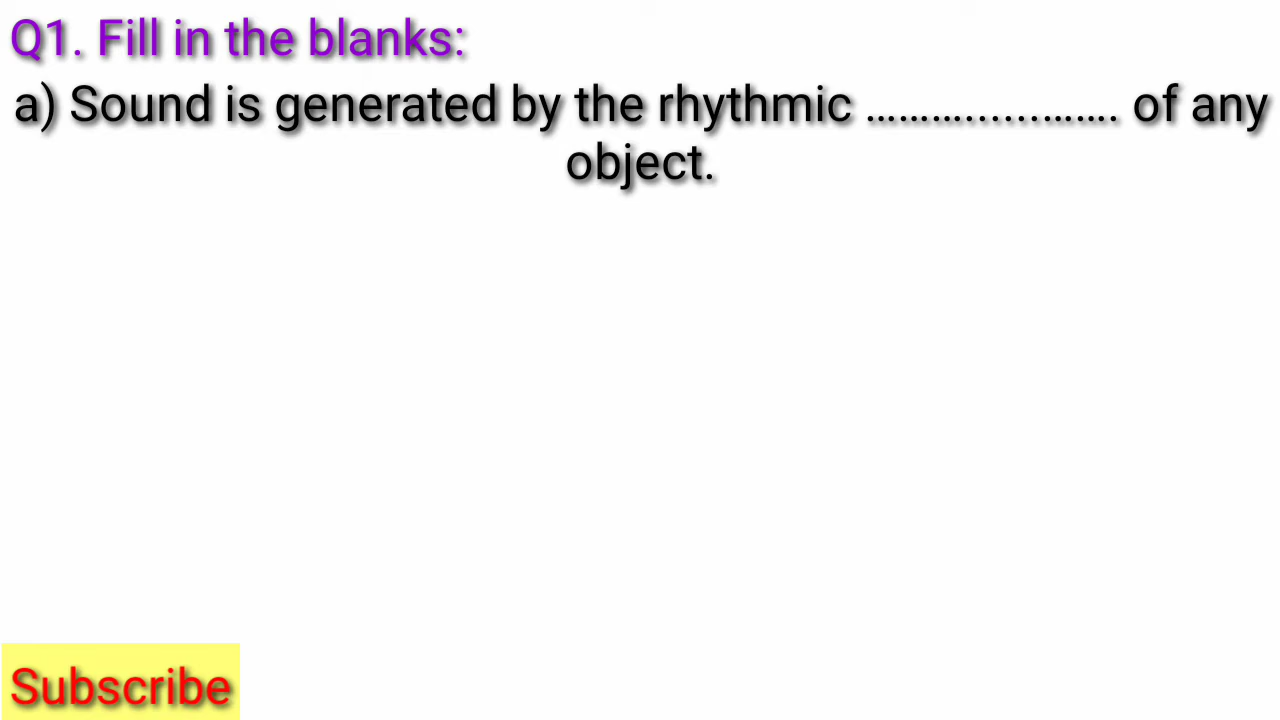 Q1. Fill in the blanks:
a) Sound is generated by the rhythmic ……….......……. of any
object.
Subscribe